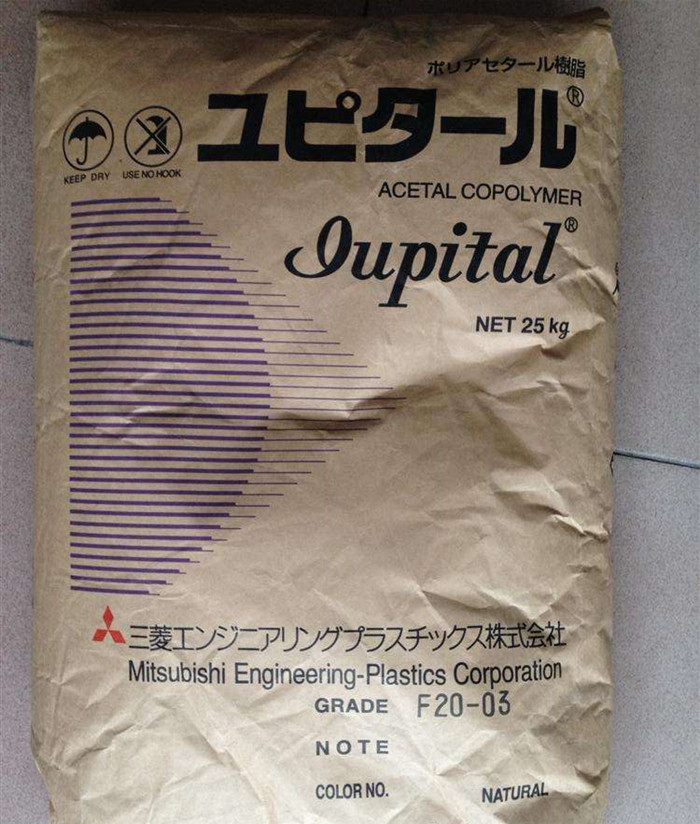 ポリアセタール樹脂
ユピタール®
KEEP DRY
USE NO HOOK
ACETAL COPOLYMER
Iupital®
NET 25 kg
三菱エンジニアリングプラスチックス株式会社
Mitsubishi Engineering-Plastics Corporation
GRADE F20-03
NOTE
COLOR NO. NATURAL